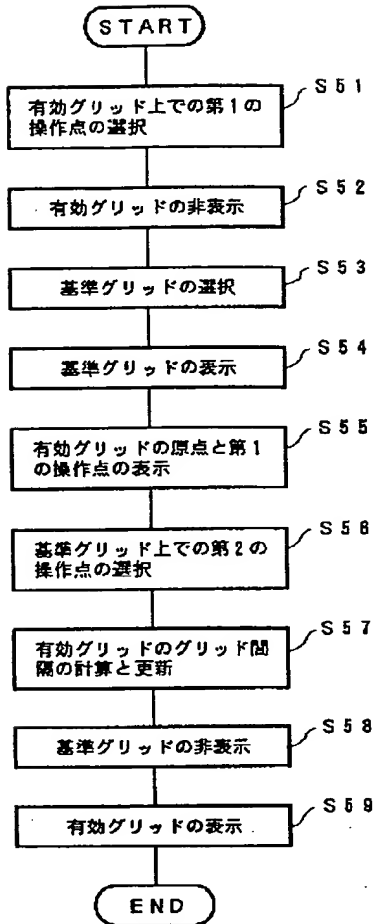 START
S51
有効グリッド上での第1の
操作点の選択
S52
有効グリッドの非表示
S53
基準グリッドの選択
S54
基準グリッドの表示
S55
有効グリッドの原点と第1
の操作点の表示
S56
基準グリッド上での第2の
操作点の選択
S57
有効グリッドのグリッド間
隔の計算と更新
S58
基準グリッドの非表示
S59
有効グリッドの表示
END